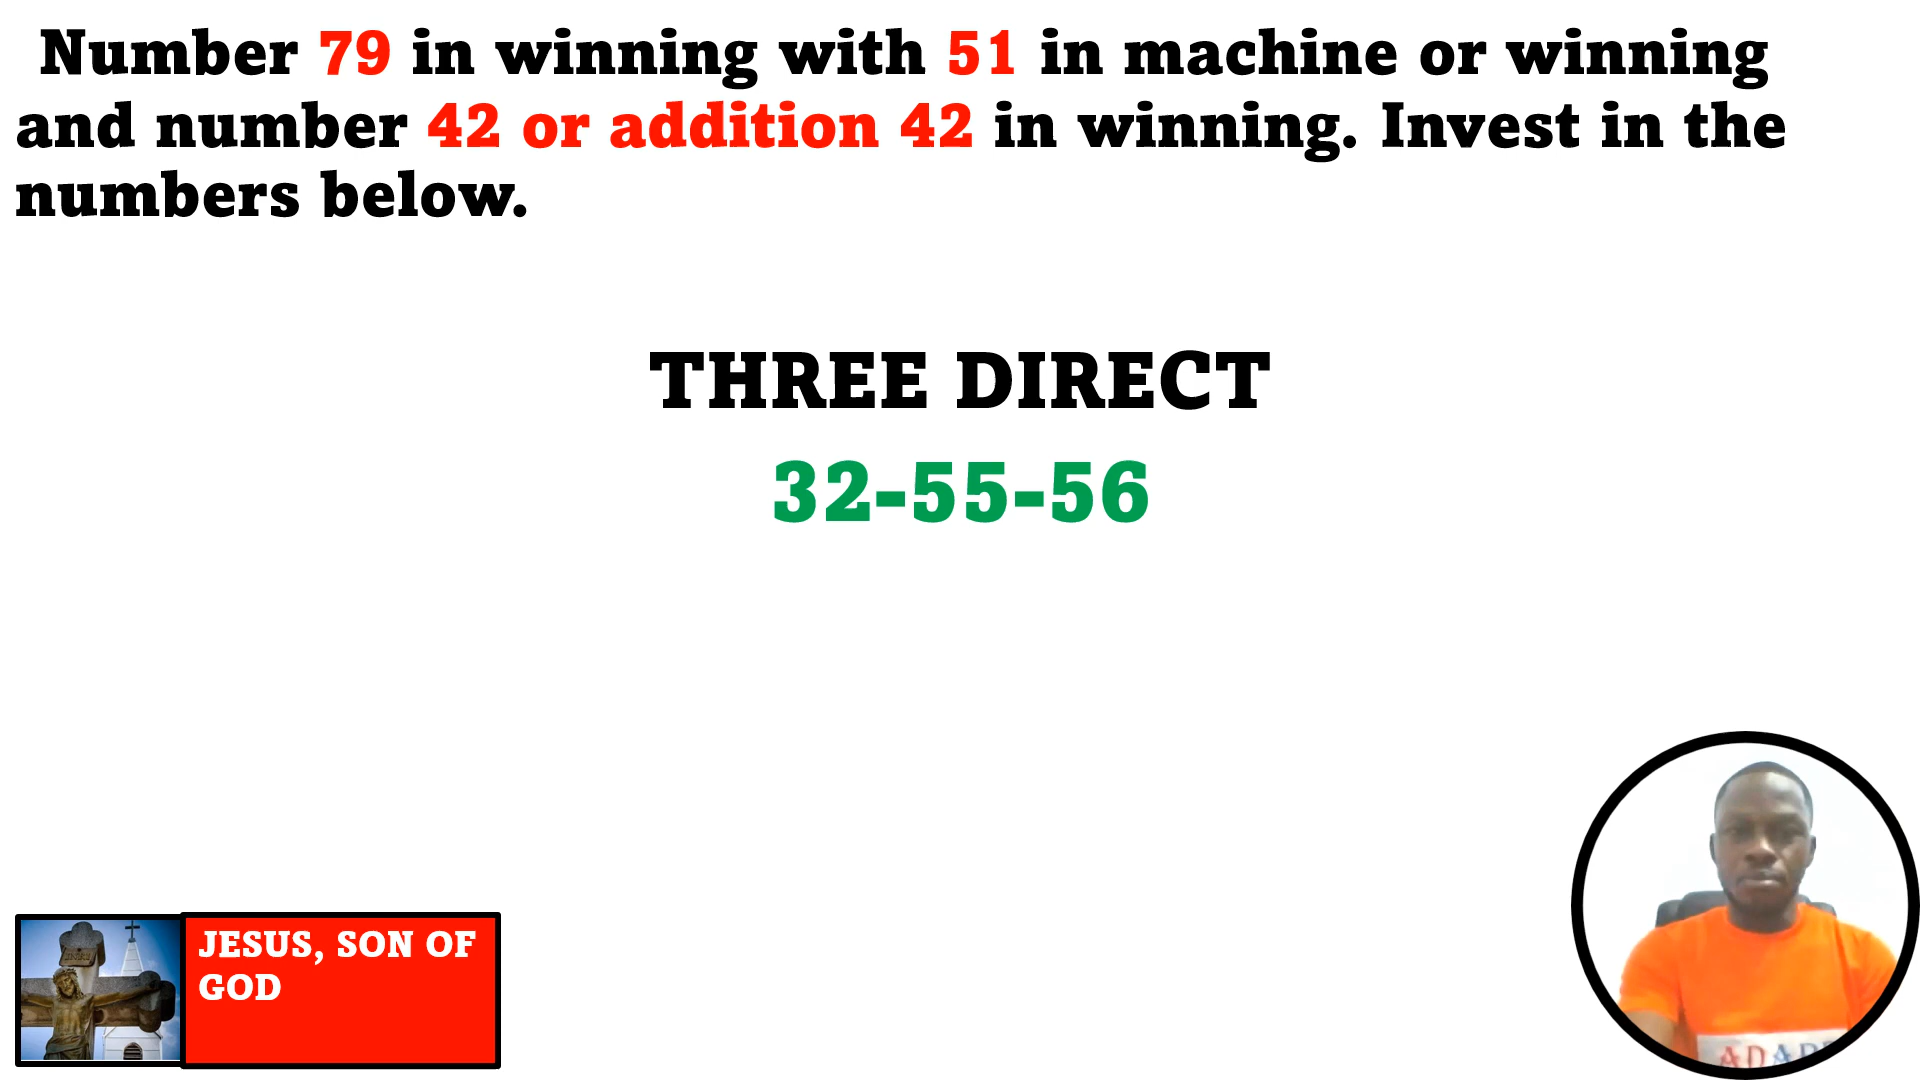 Number 79 in winning with 51 in machine or winning
and number 42 or addition 42 in winning. Invest in the
numbers below.
THREE DIRECT
32-55-56
JESUS, SON OF
GOD